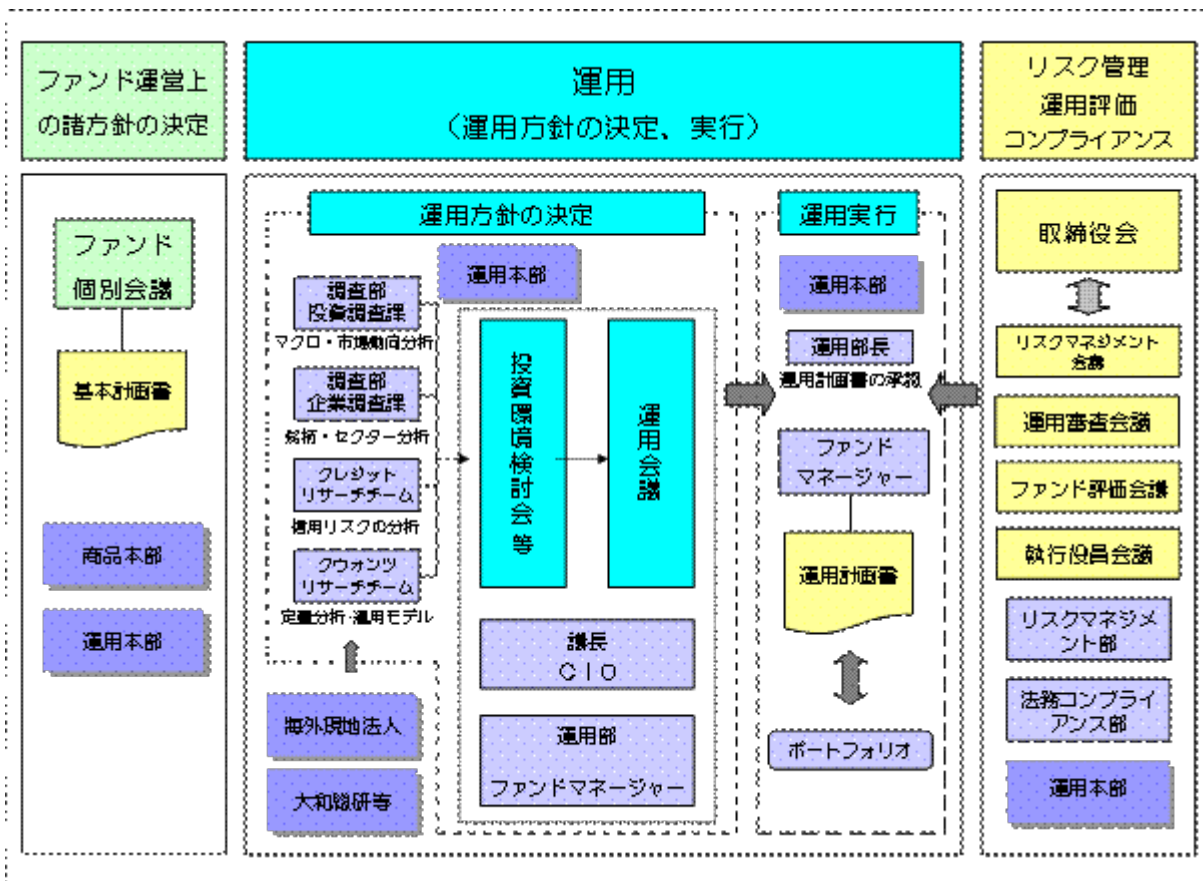 ファンド運営上
の諸方針の決定
運用
（運用方針の決定、実行）
リスク管理
運用評価
コンプライアンス
ファンド
個別会議
基本計画書
商品本部
運用本部
運用方針の決定
運用本部
調査部
投資調査課
マクロ・市場動向分析
調査部
企業調査課
銘柄・セクター分析
クレジット
リサーチチーム
信用リスクの分析
クウォンツ
リサーチチーム
定量分析・運用モデル
海外現地法人
大和総研等
投資環境検討会等
運用会議
議長
ＣＩＯ
運用部
ファンドマネージャー
運用実行
運用本部
運用部長
運用計画書の承認
ファンド
マネージャー
運用計画書
ポートフォリオ
取締役会
リスクマネジメント
会議
運用審査会議
ファンド評価会議
執行役員会議
リスクマネジメ
ント部
法務コンプライ
アンス部
運用本部